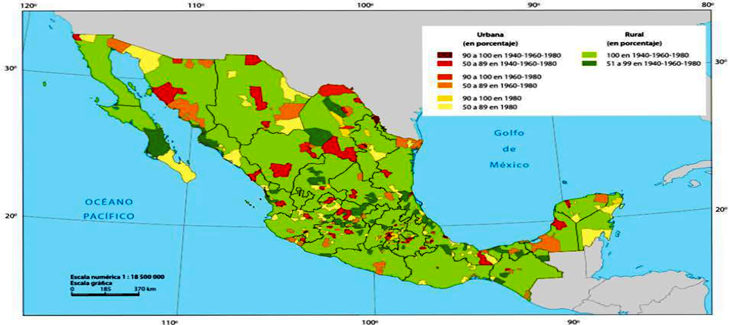 120° 110° 100° 90° 80°
Urbana
(en porcentaje)
90 a 100 en 1940-1960-1980
50 a 89 en 1940-1960-1980
90 a 100 en 1960-1980
50 a 89 en 1960-1980
90 a 100 en 1980
50 a 89 en 1980
Rural
(en porcentaje)
100 en 1940-1960-1980
51 a 99 en 1940-1960-1980
30° 30°
Golfo
de
México
OCÉANO
PACÍFICO
20° 20°
Escala numérica 1 : 18 500 000
Escala gráfica
0 185 370 km
110° 100° 90°